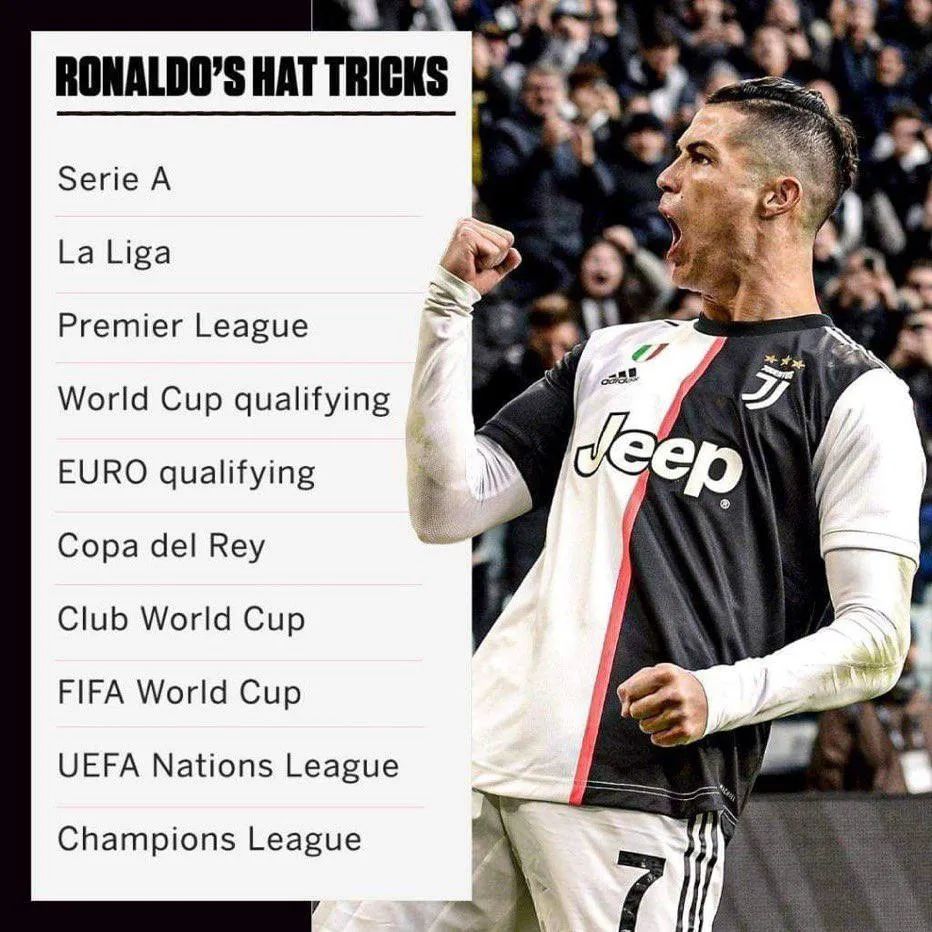 RONALDO'S HAT TRICKS
Serie A
La Liga
Premier League
World Cup qualifying
EURO qualifying
Copa del Rey
Club World Cup
FIFA World Cup
UEFA Nations League
Champions League
adidas
JUVENTUS
Jeep
7